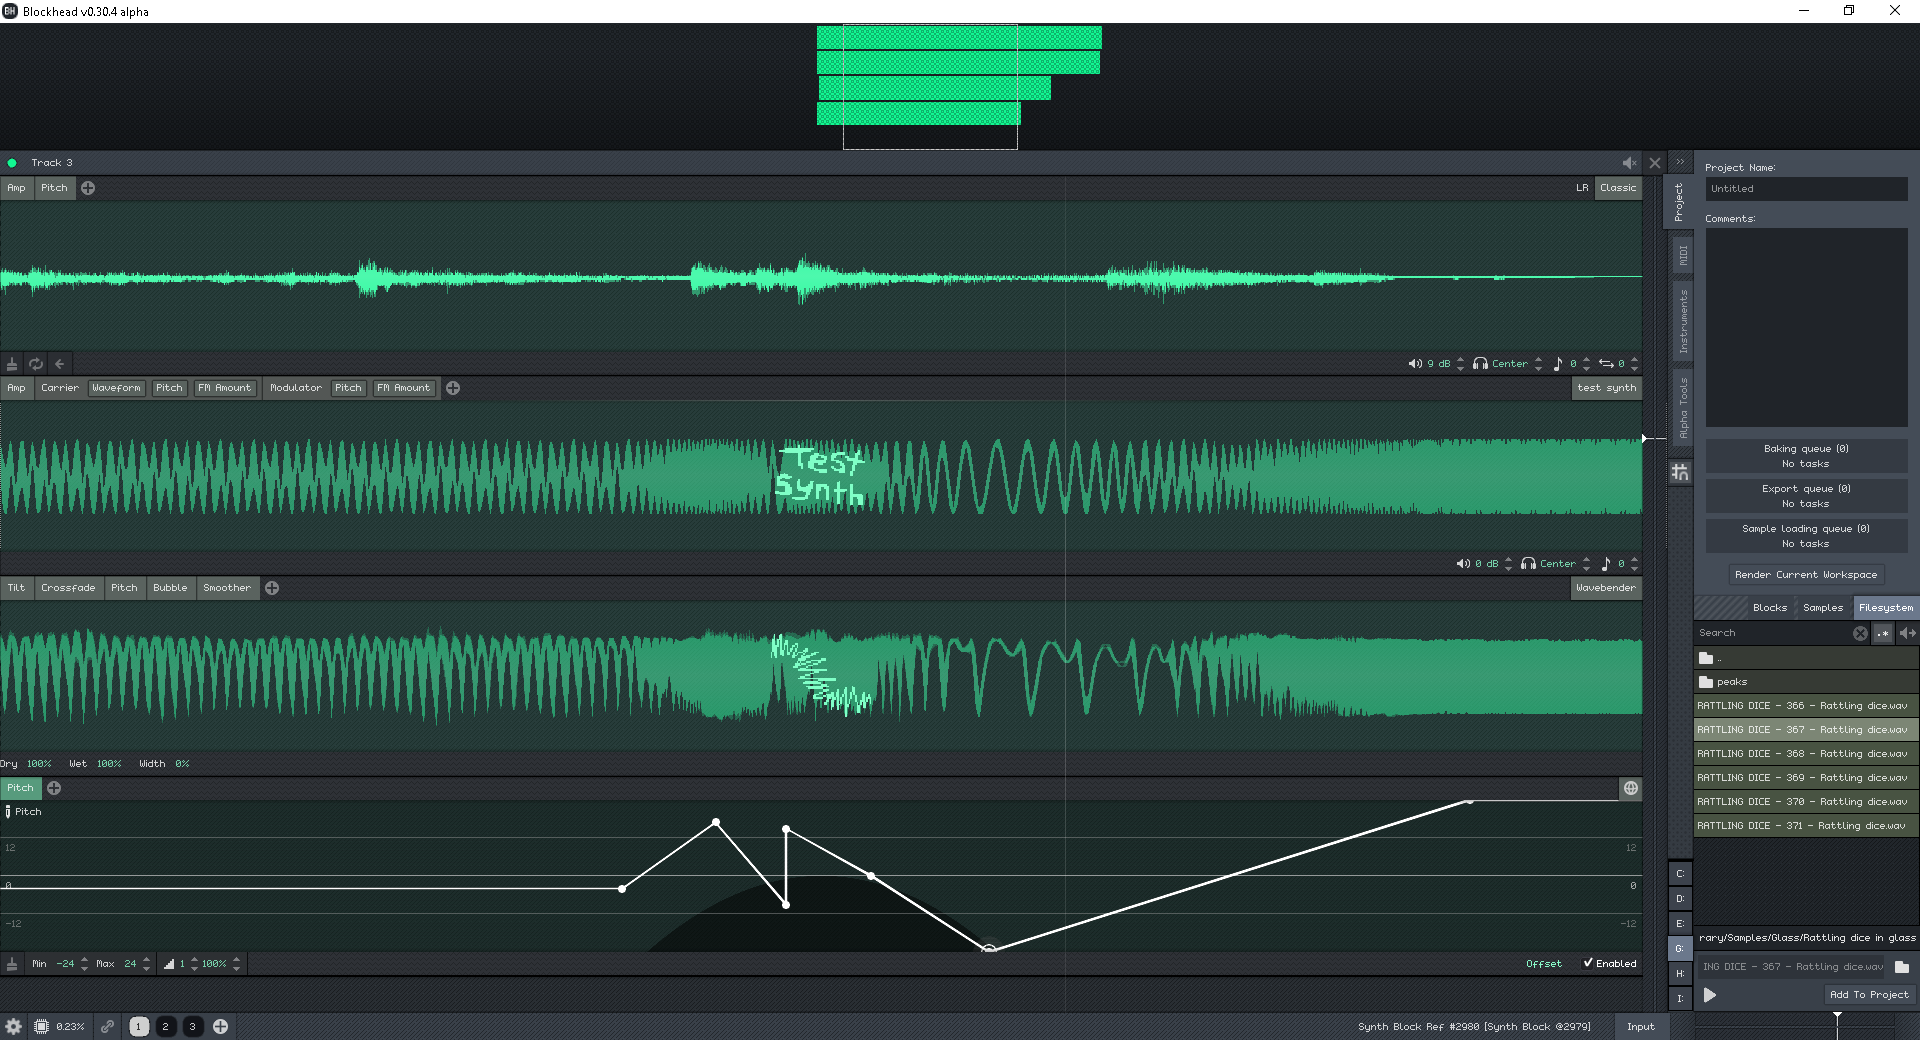 Blockhead v0.30.4 alpha
Track 3
Amp Pitch LR Classic
9 dB Center 0 0
Amp Carrier Waveform Pitch FM Amount Modulator Pitch FM Amount test synth
Test
Synth
0 dB Center 0
Tilt Crossfade Pitch Bubble Smoother Wavebender
Dry 100% Wet 100% Width 0%
Pitch
Pitch
12 12
0 0
-12 -12
Min -24 Max 24 1 100% Offset Enabled
0.23% 1 2 3 Synth Block Ref #2980 [Synth Block @2979] Input
Project
MIDI
Instruments
Alpha Tools
C:
D:
E:
G:
H:
I:
Project Name:
Untitled
Comments:
Baking queue (0)
No tasks
Export queue (0)
No tasks
Sample loading queue (0)
No tasks
Render Current Workspace
Blocks Samples Filesystem
Search .*
..
peaks
RATTLING DICE - 366 - Rattling dice.wav
RATTLING DICE - 367 - Rattling dice.wav
RATTLING DICE - 368 - Rattling dice.wav
RATTLING DICE - 369 - Rattling dice.wav
RATTLING DICE - 370 - Rattling dice.wav
RATTLING DICE - 371 - Rattling dice.wav
rary/Samples/Glass/Rattling dice in glass
ING DICE - 367 - Rattling dice.wav
Add To Project